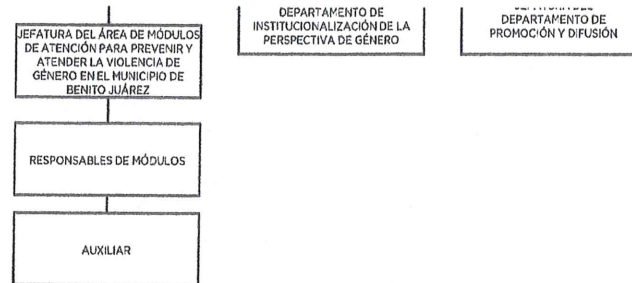 JEFATURA DEL ÁREA DE MÓDULOS
DE ATENCIÓN PARA PREVENIR Y
ATENDER LA VIOLENCIA DE
GÉNERO EN EL MUNICIPIO DE
BENITO JUÁREZ
RESPONSABLES DE MÓDULOS
AUXILIAR
DEPARTAMENTO DE
INSTITUCIONALIZACIÓN DE LA
PERSPECTIVA DE GÉNERO
DEPARTAMENTO DE
PROMOCIÓN Y DIFUSIÓN